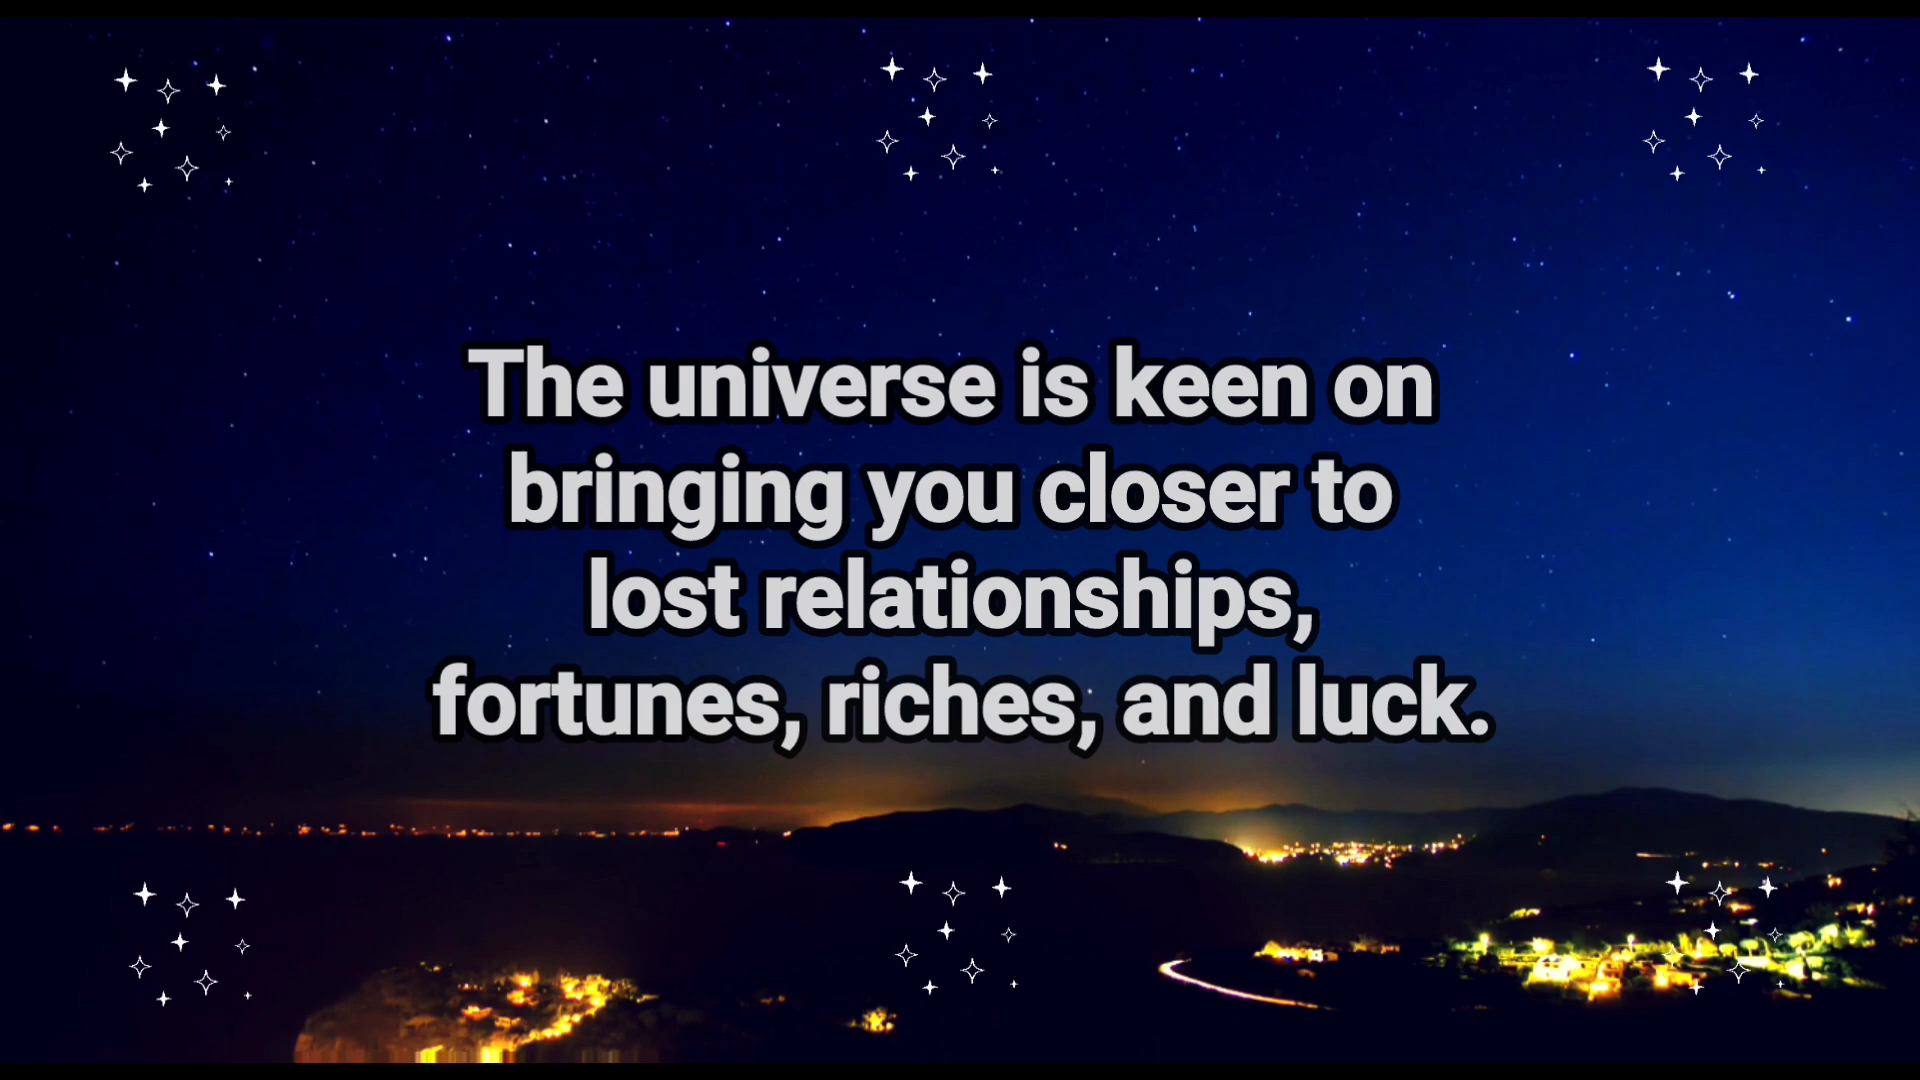 The universe is keen on
bringing you closer to
lost relationships,
fortunes, riches, and luck.